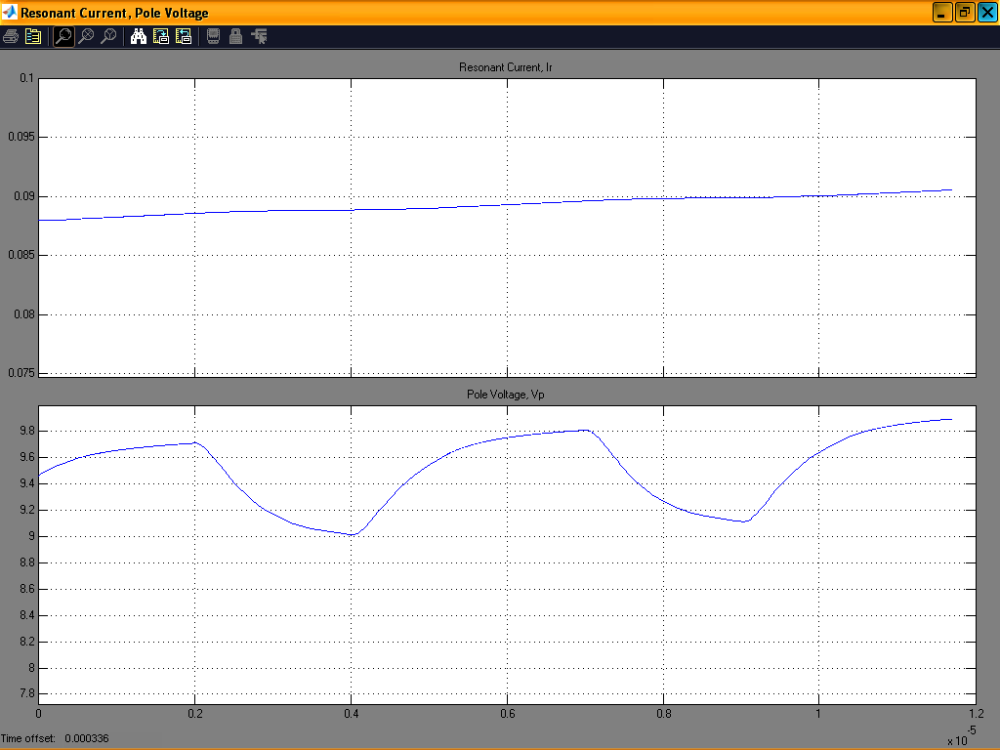 Resonant Current, Pole Voltage
Resonant Current, Ir
0.1
0.095
0.09
0.085
0.08
0.075
Pole Voltage, Vp
9.8
9.6
9.4
9.2
9
8.8
8.6
8.4
8.2
8
7.8
0 0.2 0.4 0.6 0.8 1 1.2
x 10 -5
Time offset: 0.000336